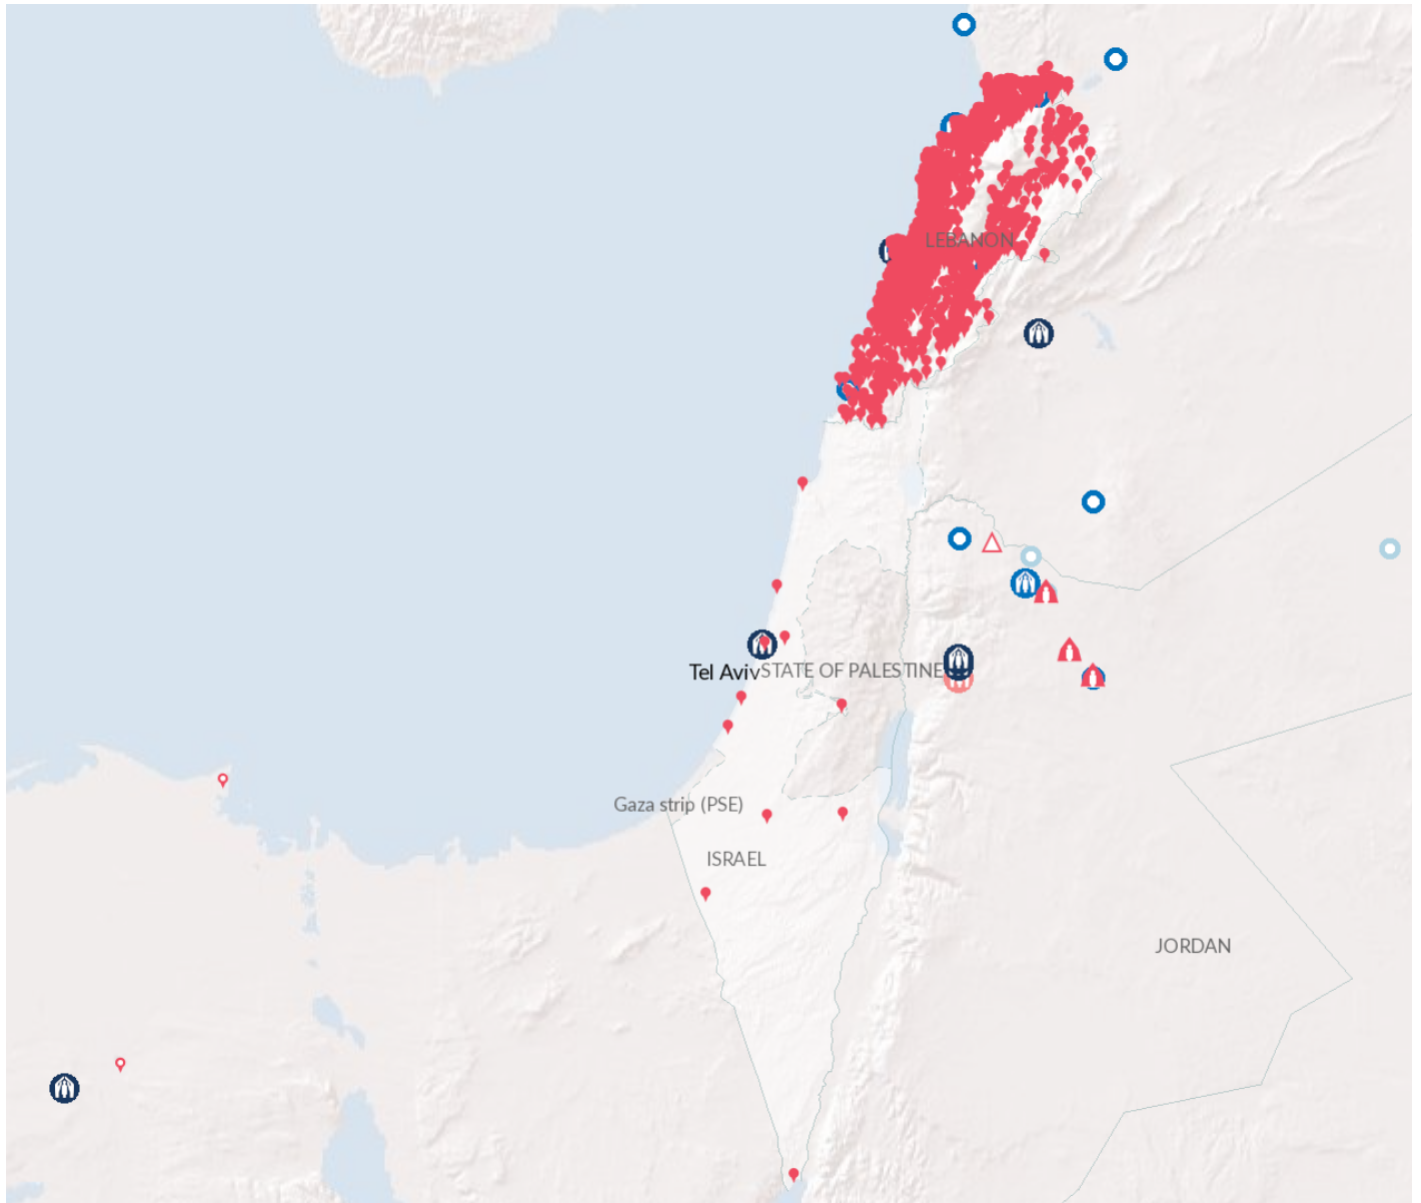 LEBANON
Tel Aviv
STATE OF PALESTINE
Gaza strip (PSE)
ISRAEL
JORDAN